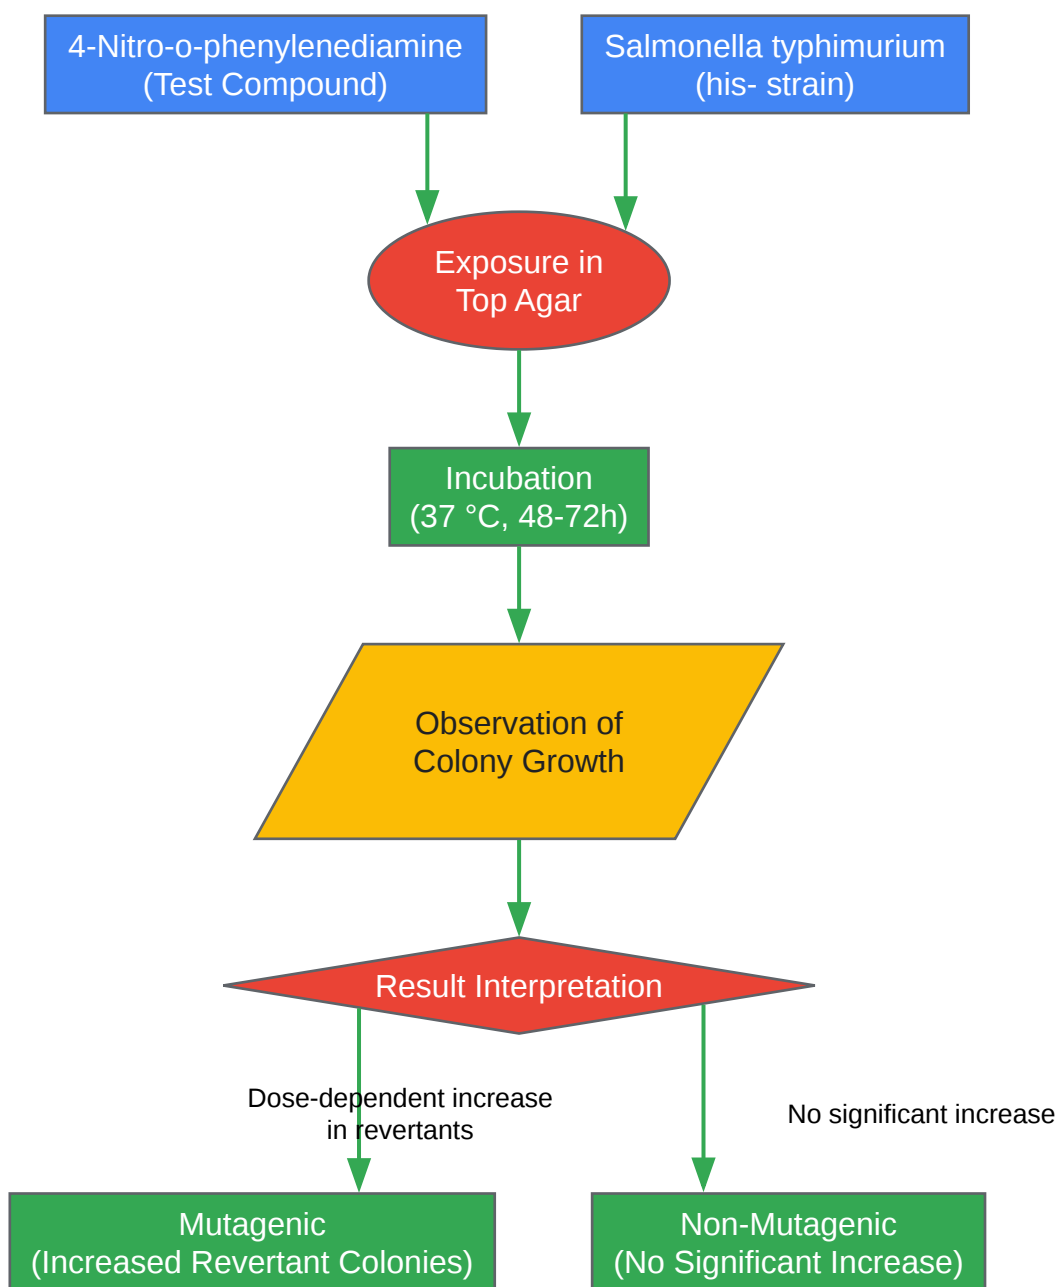 4-Nitro-o-phenylenediamine
(Test Compound)
Salmonella typhimurium
(his- strain)
Exposure in
Top Agar
Incubation
(37 °C, 48-72h)
Observation of
Colony Growth
Result Interpretation
Dose-dependent increase
in revertants
No significant increase
Mutagenic
(Increased Revertant Colonies)
Non-Mutagenic
(No Significant Increase)